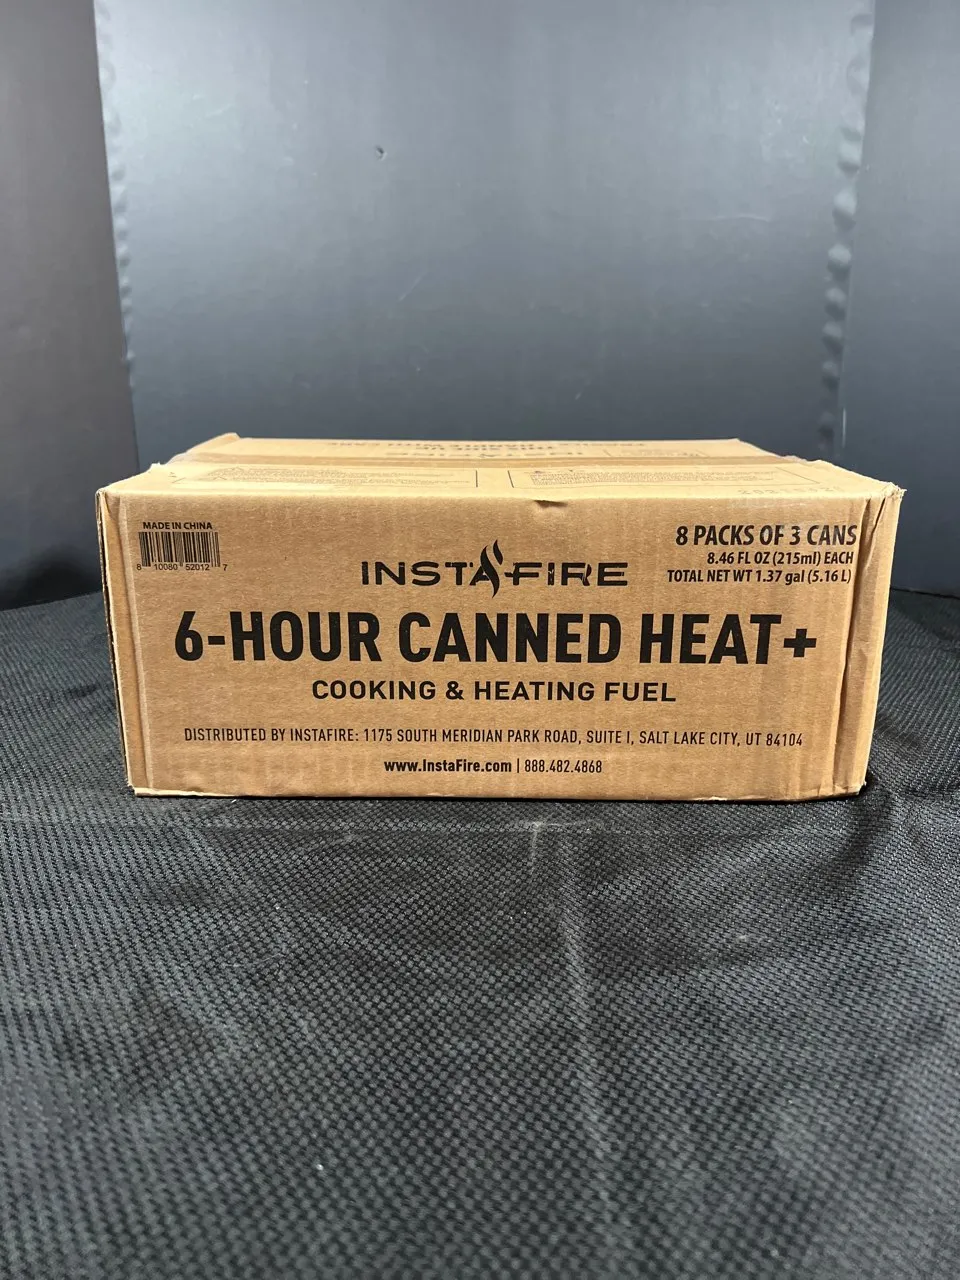 MADE IN CHINA
8 10080 52012 7
8 PACKS OF 3 CANS
8.46 FL OZ (215ml) EACH
TOTAL NET WT 1.37 gal (5.16 L)
INSTAFIRE
6-HOUR CANNED HEAT+
COOKING & HEATING FUEL
DISTRIBUTED BY INSTAFIRE: 1175 SOUTH MERIDIAN PARK ROAD, SUITE I, SALT LAKE CITY, UT 84104
www.InstaFire.com | 888.482.4868